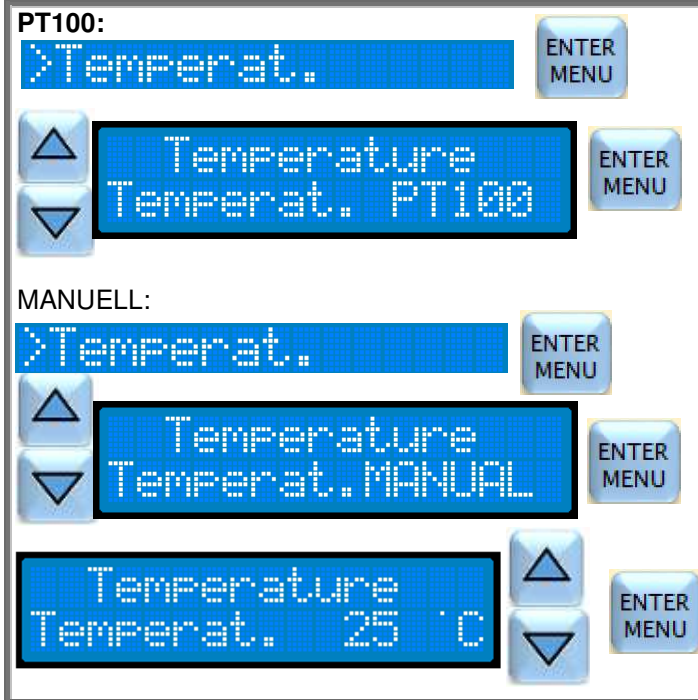 PT100:
>Temperat.
ENTER
MENU
Temperature
Temperat. PT100
ENTER
MENU
MANUELL:
>Temperat.
ENTER
MENU
Temperature
Temperat.MANUAL
ENTER
MENU
Temperature
Temperat. 25 °C
ENTER
MENU